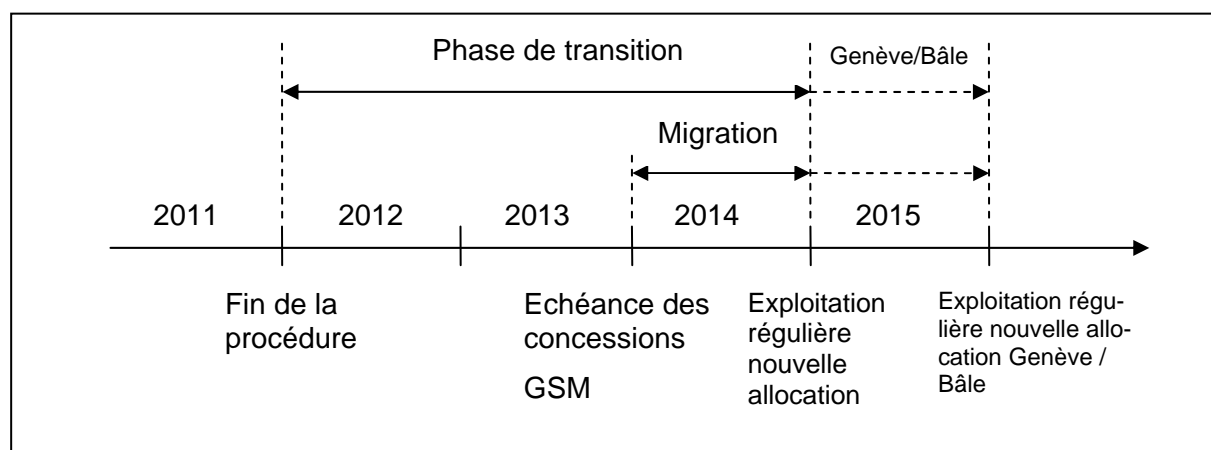 Phase de transition
Genève/Bâle
Migration
2011
2012
2013
2014
2015
Fin de la
procédure
Echéance des
concessions
GSM
Exploitation
régulière
nouvelle
allocation
Exploitation régu-
lière nouvelle allo-
cation Genève /
Bâle